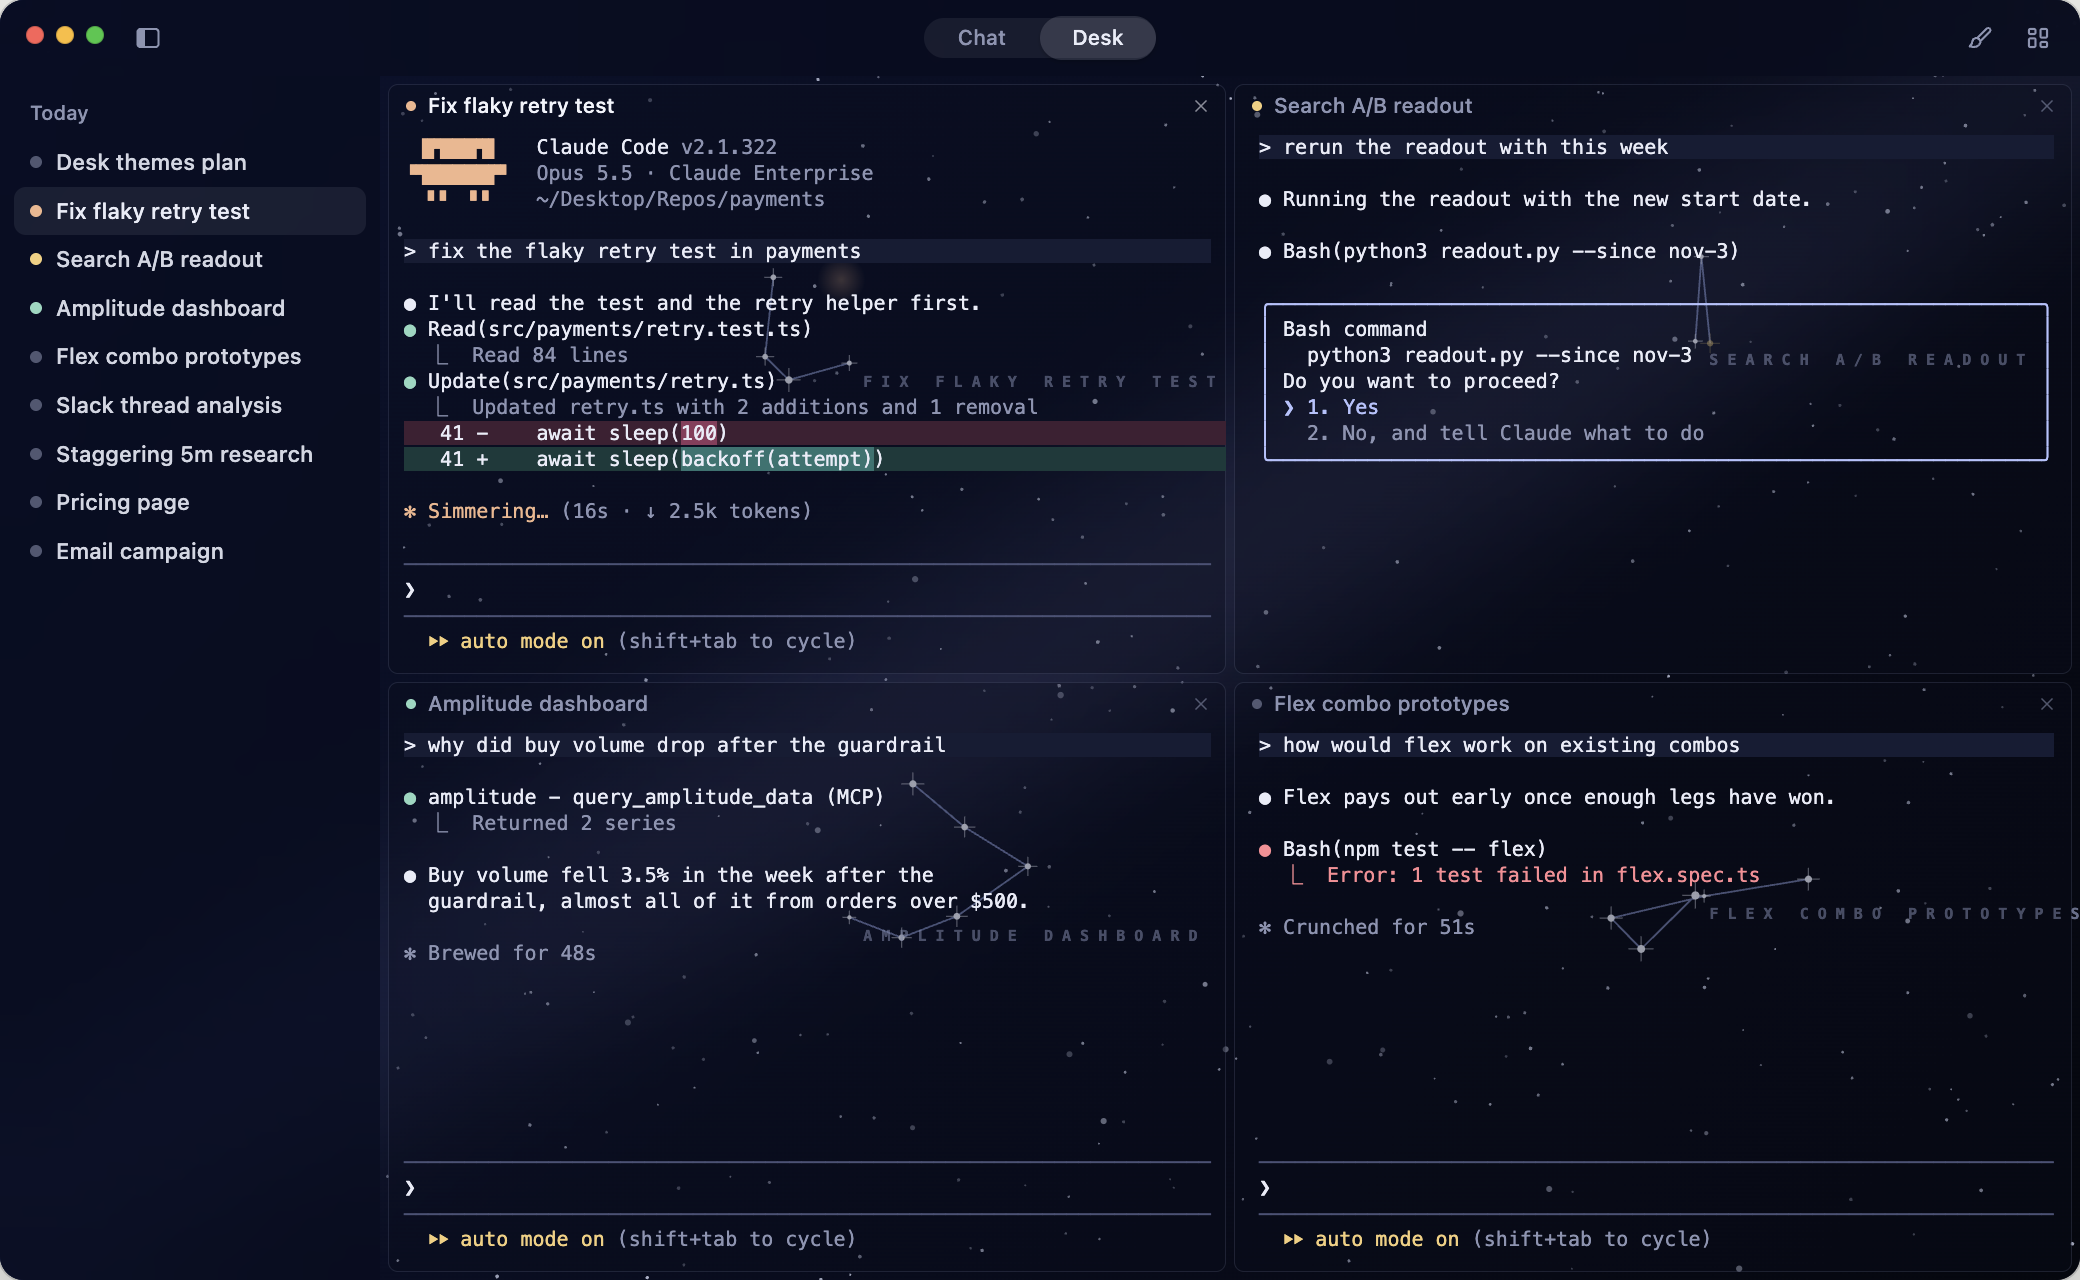 Chat
Desk
Today
Desk themes plan
Fix flaky retry test
Search A/B readout
Amplitude dashboard
Flex combo prototypes
Slack thread analysis
Staggering 5m research
Pricing page
Email campaign
Fix flaky retry test
Claude Code v2.1.322
Opus 5.5 · Claude Enterprise
~/Desktop/Repos/payments
> fix the flaky retry test in payments
● I'll read the test and the retry helper first.
● Read(src/payments/retry.test.ts)
⎿ Read 84 lines
● Update(src/payments/retry.ts)
FIX FLAKY RETRY TEST
⎿ Updated retry.ts with 2 additions and 1 removal
41 - await sleep(100)
41 + await sleep(backoff(attempt))
✻ Simmering… (16s · ↓ 2.5k tokens)
❯
⏵⏵ auto mode on (shift+tab to cycle)
Search A/B readout
> rerun the readout with this week
● Running the readout with the new start date.
● Bash(python3 readout.py --since nov-3)
Bash command
python3 readout.py --since nov-3
SEARCH A/B READOUT
Do you want to proceed?
❯ 1. Yes
2. No, and tell Claude what to do
Amplitude dashboard
> why did buy volume drop after the guardrail
● amplitude - query_amplitude_data (MCP)
⎿ Returned 2 series
● Buy volume fell 3.5% in the week after the
guardrail, almost all of it from orders over $500.
AMPLITUDE DASHBOARD
✻ Brewed for 48s
❯
⏵⏵ auto mode on (shift+tab to cycle)
Flex combo prototypes
> how would flex work on existing combos
● Flex pays out early once enough legs have won.
● Bash(npm test -- flex)
⎿ Error: 1 test failed in flex.spec.ts
FLEX COMBO PROTOTYPES
✻ Crunched for 51s
❯
⏵⏵ auto mode on (shift+tab to cycle)